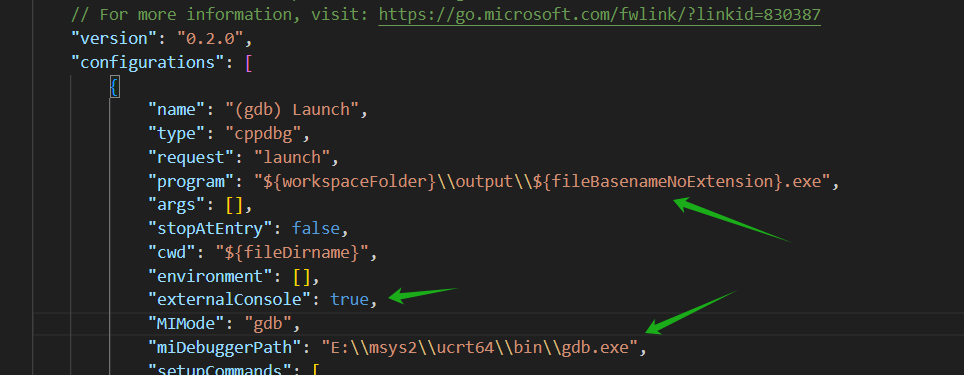 // For more information, visit: https://go.microsoft.com/fwlink/?linkid=830387
"version": "0.2.0",
"configurations": [
{
"name": "(gdb) Launch",
"type": "cppdbg",
"request": "launch",
"program": "${workspaceFolder}\\output\\${fileBasenameNoExtension}.exe",
"args": [],
"stopAtEntry": false,
"cwd": "${fileDirname}",
"environment": [],
"externalConsole": true,
"MIMode": "gdb",
"miDebuggerPath": "E:\\msys2\\ucrt64\\bin\\gdb.exe",
"setupCommands": [